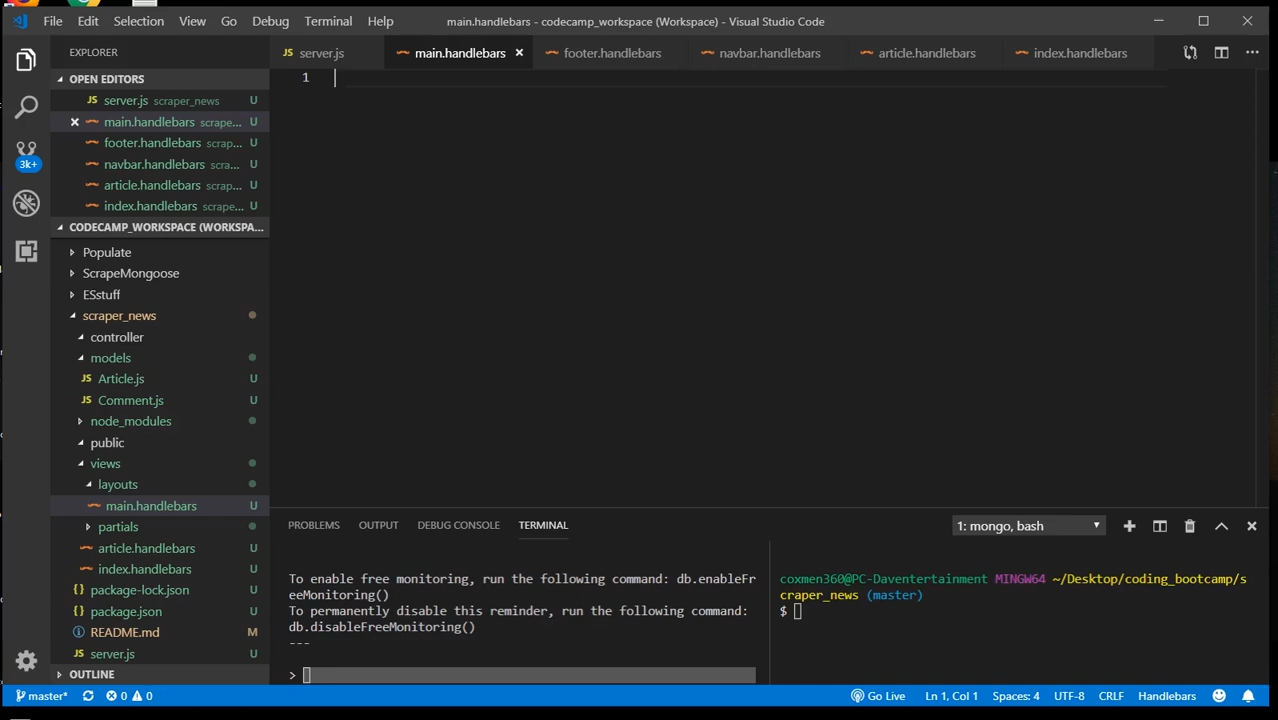 File Edit Selection View Go Debug Terminal Help main.handlebars - codecamp_workspace (Workspace) - Visual Studio Code
EXPLORER
JS server.js main.handlebars footer.handlebars navbar.handlebars article.handlebars index.handlebars
OPEN EDITORS
JS server.js scraper_news U
main.handlebars scrape... U
footer.handlebars scrap... U
navbar.handlebars scra... U
article.handlebars scrap... U
index.handlebars scrape... U
3k+
CODECAMP_WORKSPACE (WORKSPA...
Populate
ScrapeMongoose
ESstuff
scraper_news
controller
models
JS Article.js U
JS Comment.js U
node_modules
public
views
layouts
main.handlebars U
partials
article.handlebars U
index.handlebars U
{} package-lock.json U
{} package.json U
README.md M
JS server.js U
OUTLINE
1
PROBLEMS OUTPUT DEBUG CONSOLE TERMINAL 1: mongo, bash
To enable free monitoring, run the following command: db.enableFr
eeMonitoring()
To permanently disable this reminder, run the following command:
db.disableFreeMonitoring()
---
>
coxmen360@PC-Daventertainment MINGW64 ~/Desktop/coding_bootcamp/s
craper_news (master)
$
master* 0 0 Go Live Ln 1, Col 1 Spaces: 4 UTF-8 CRLF Handlebars